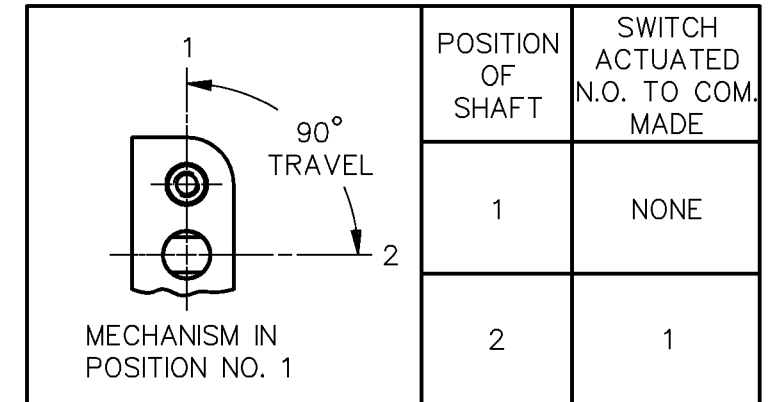 1
90°
TRAVEL
2
MECHANISM IN
POSITION NO. 1
POSITION
OF
SHAFT
SWITCH
ACTUATED
N.O. TO COM.
MADE
1
NONE
2
1